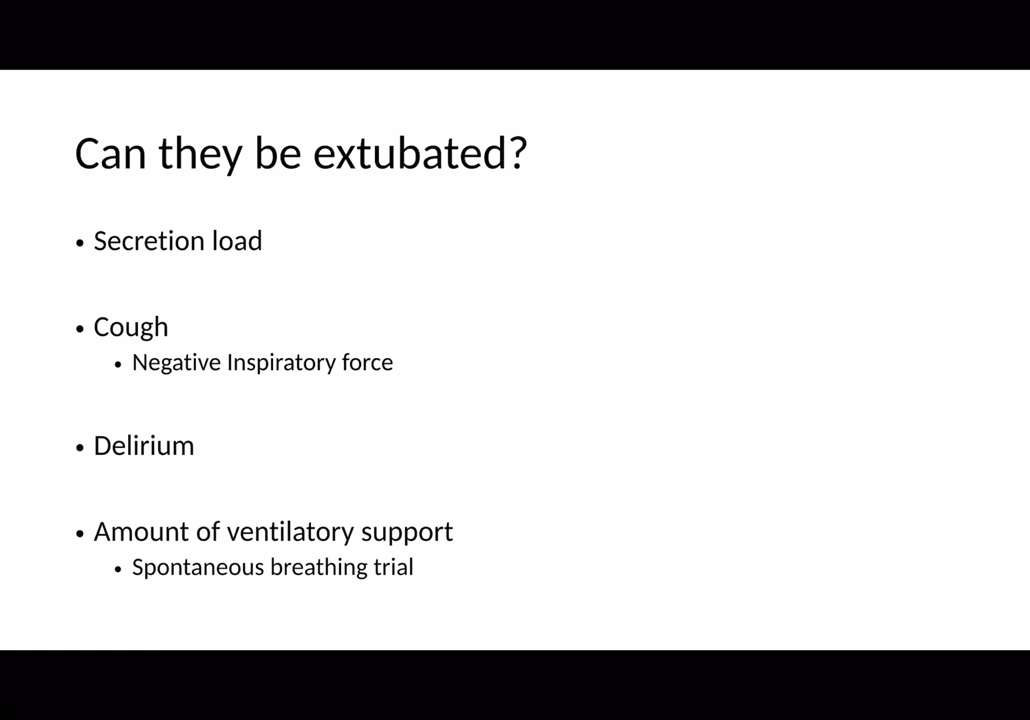 Can they be extubated?
• Secretion load
• Cough
• Negative Inspiratory force
• Delirium
• Amount of ventilatory support
• Spontaneous breathing trial